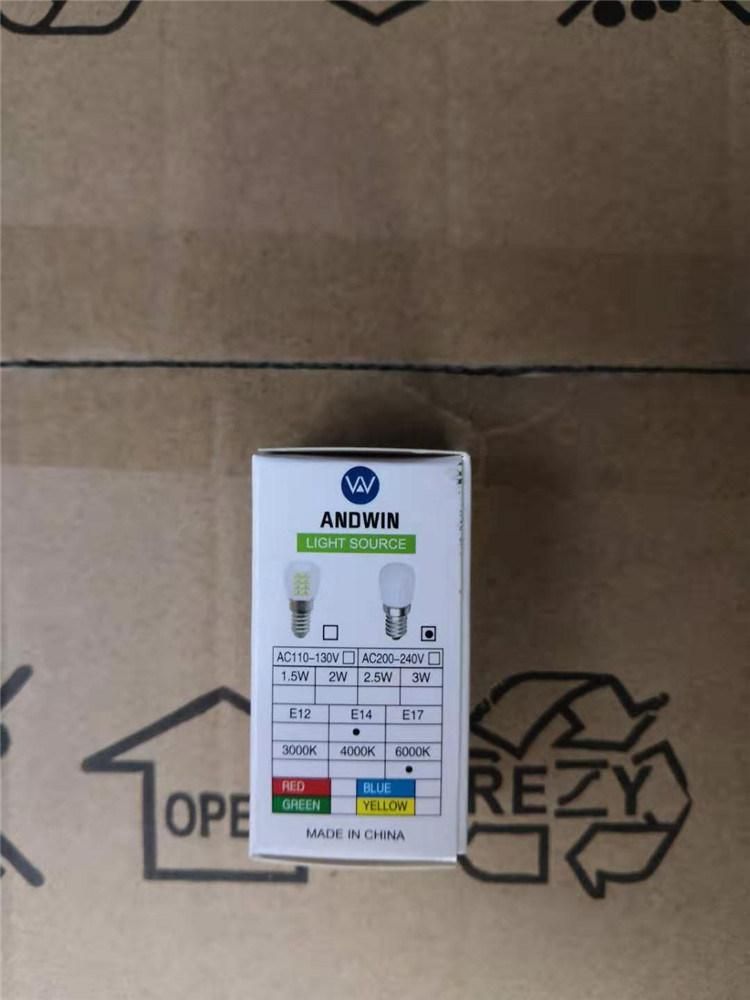 ANDWIN
LIGHT SOURCE
AC110-130V AC200-240V
1.5W 2W 2.5W 3W
E12 E14 E17
3000K 4000K 6000K
RED BLUE
GREEN YELLOW
MADE IN CHINA
OPE
REZY